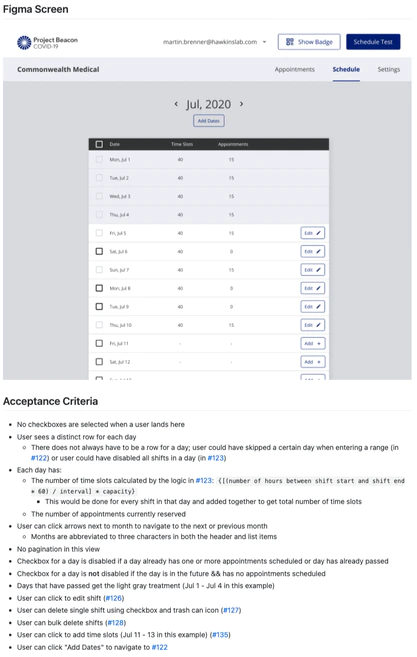 Figma Screen
Project Beacon
COVID-19
martin.brenner@hawkinslab.com
Show Badge
Schedule Test
Commonwealth Medical
Appointments
Schedule
Settings
Jul, 2020
Add Dates
Date Time Slots Appointments
Mon, Jul 1 40 15
Tue, Jul 2 40 15
Wed, Jul 3 40 15
Thu, Jul 4 40 15
Fri, Jul 5 40 15 Edit
Sat, Jul 6 40 0 Edit
Sun, Jul 7 40 15 Edit
Mon, Jul 8 40 0 Edit
Tue, Jul 9 40 0 Edit
Thu, Jul 10 40 15 Edit
Fri, Jul 11 - - Add +
Sat, Jul 12 - - Add +
Acceptance Criteria
• No checkboxes are selected when a user lands here
• User sees a distinct row for each day
◦ There does not always have to be a row for a day; user could have skipped a certain day when entering a range (in
#122) or user could have disabled all shifts in a day (in #123)
• Each day has:
◦ The number of time slots calculated by the logic in #123: {[(number of hours between shift start and shift end
* 60) / interval] * capacity}
▪ This would be done for every shift in that day and added together to get total number of time slots
◦ The number of appointments currently reserved
• User can click arrows next to month to navigate to the next or previous month
◦ Months are abbreviated to three characters in both the header and list items
• No pagination in this view
• Checkbox for a day is disabled if a day already has one or more appointments scheduled or day has already passed
• Checkbox for a day is not disabled if the day is in the future && has no appointments scheduled
• Days that have passed get the light gray treatment (Jul 1 - Jul 4 in this example)
• User can click to edit shift (#126)
• User can delete single shift using checkbox and trash can icon (#127)
• User can bulk delete shifts (#128)
• User can click to add time slots (Jul 11 - 13 in this example) (#135)
• User can click "Add Dates" to navigate to #122